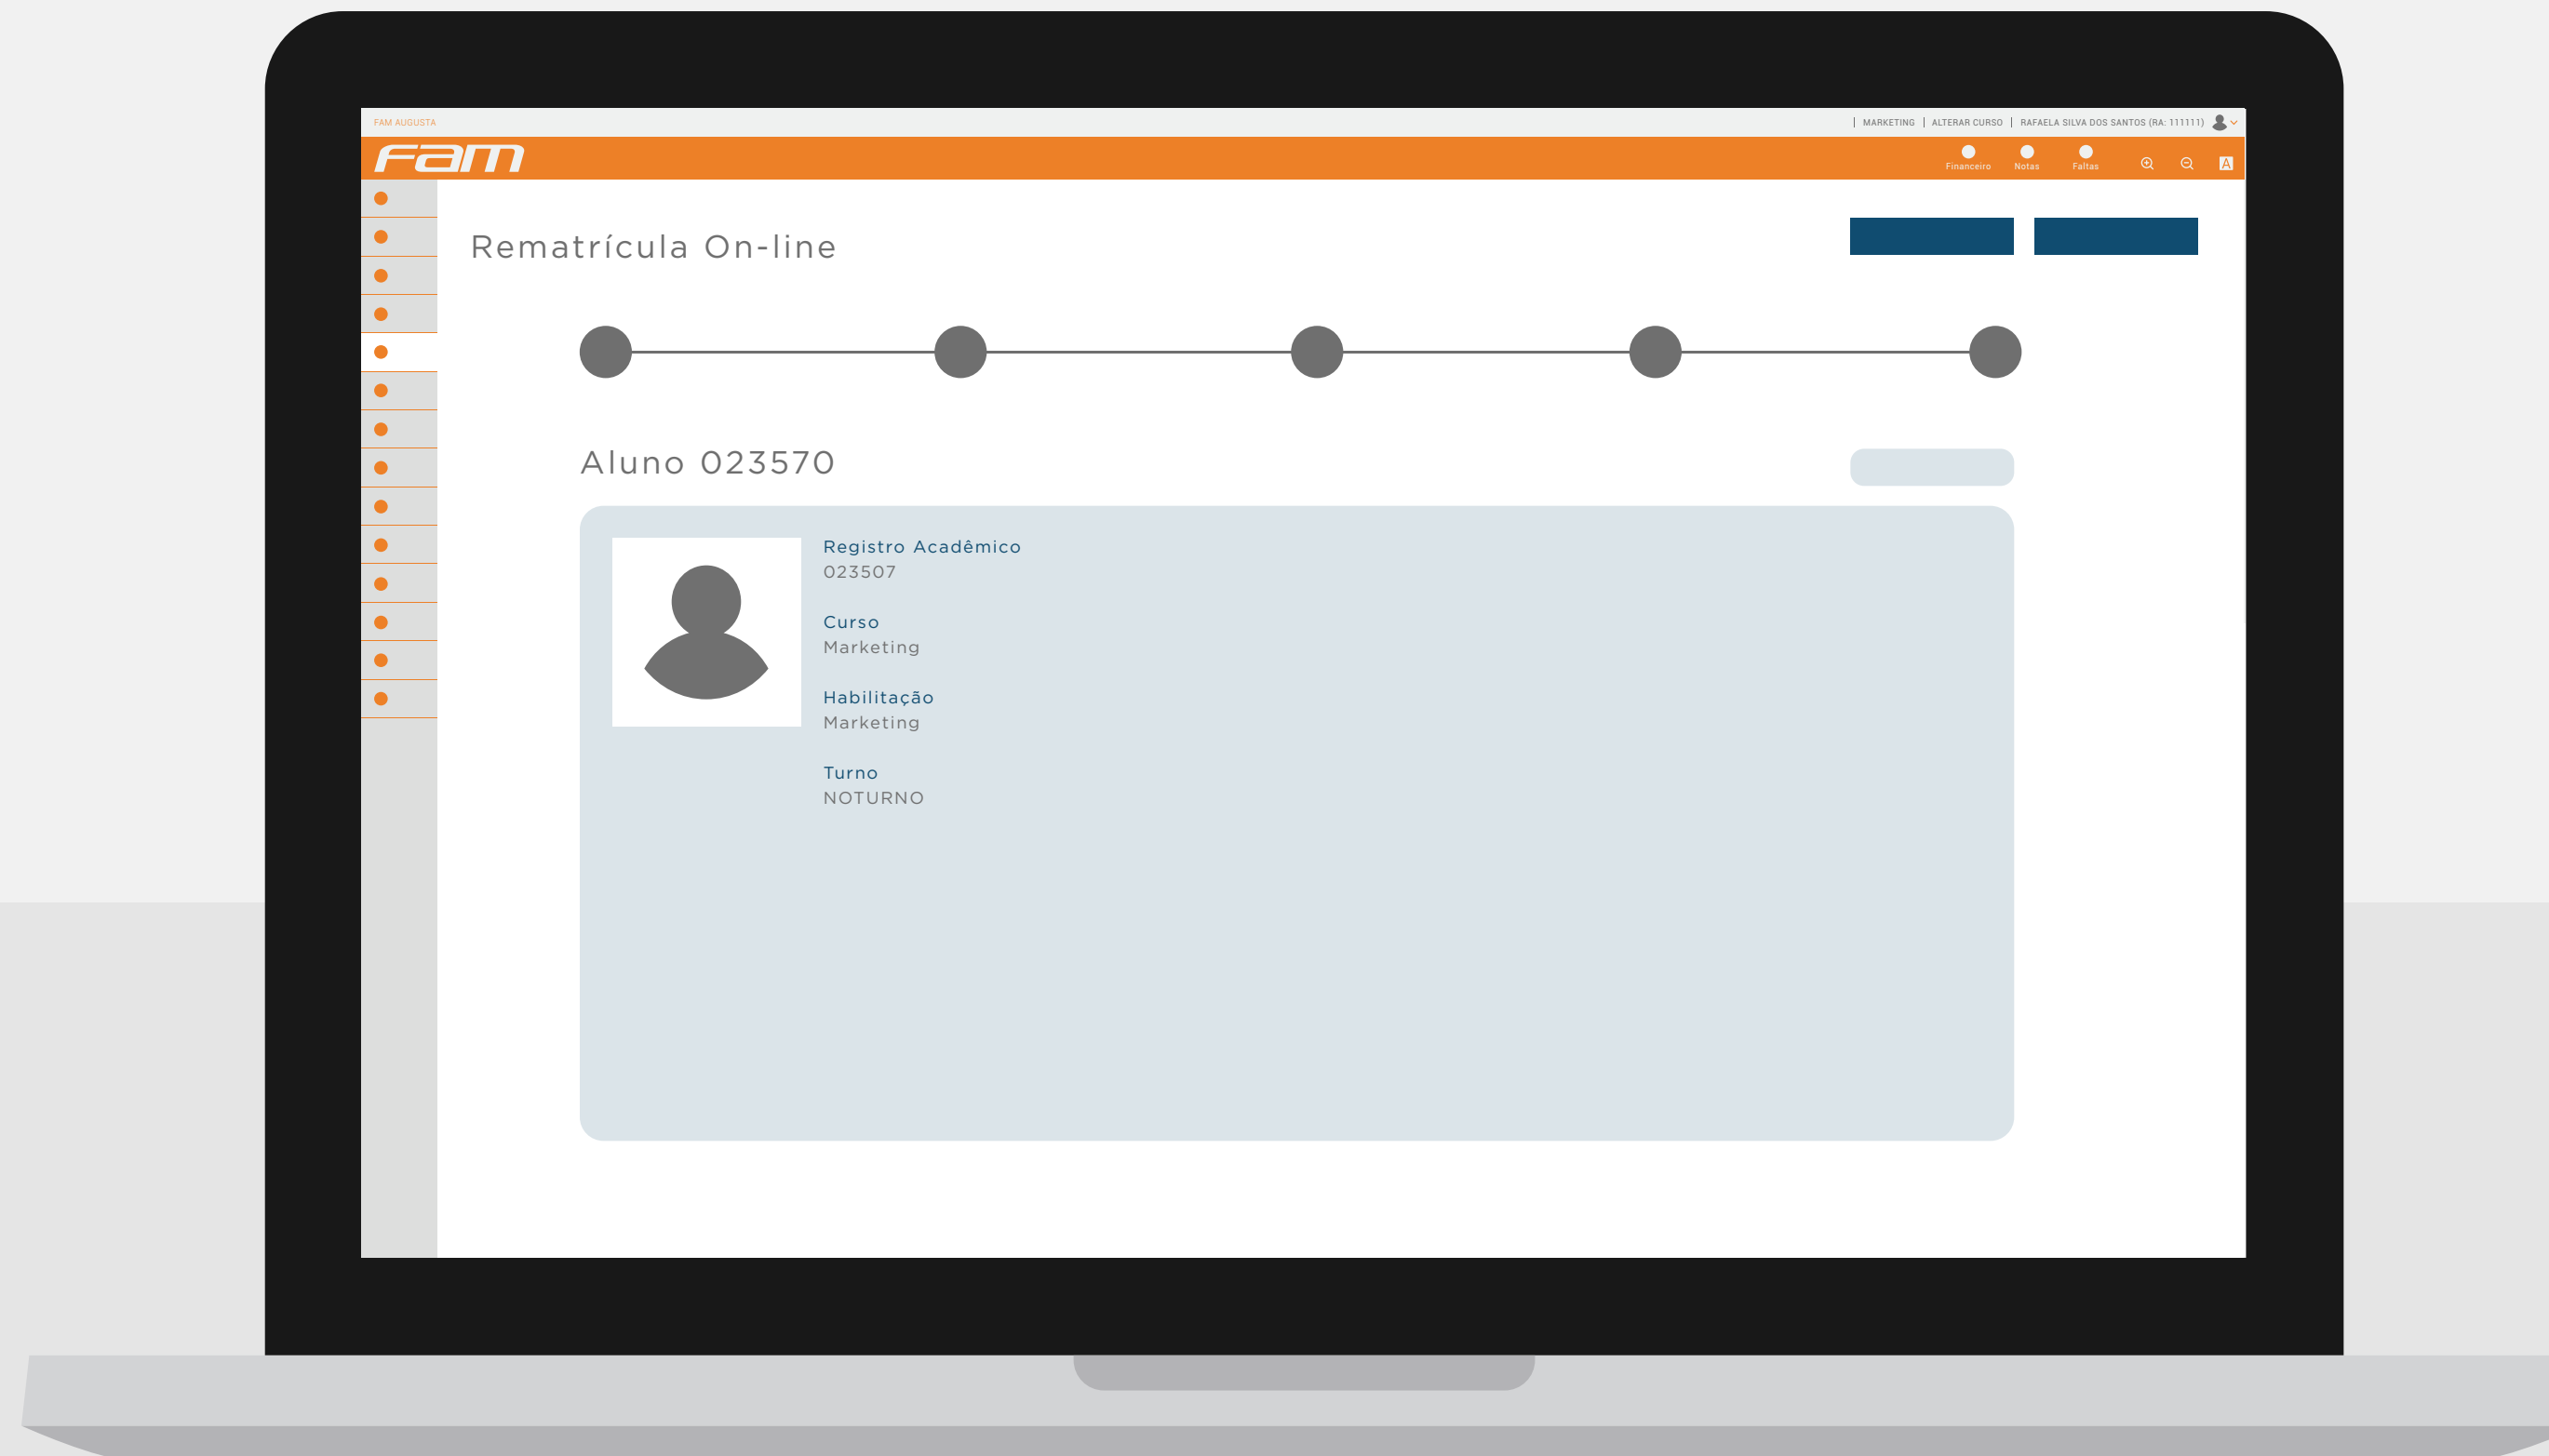 FAM AUGUSTA
| MARKETING | ALTERAR CURSO | RAFAELA SILVA DOS SANTOS (RA: 111111)
Fam
Financeiro Notas Faltas A
Rematrícula On-line
Aluno 023570
Registro Acadêmico
023507
Curso
Marketing
Habilitação
Marketing
Turno
NOTURNO